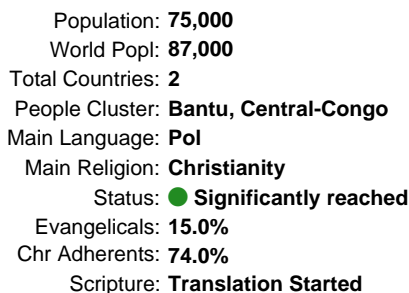 Population: 75,000
World Popl: 87,000
Total Countries: 2
People Cluster: Bantu, Central-Congo
Main Language: Pol
Main Religion: Christianity
Status: Significantly reached
Evangelicals: 15.0%
Chr Adherents: 74.0%
Scripture: Translation Started